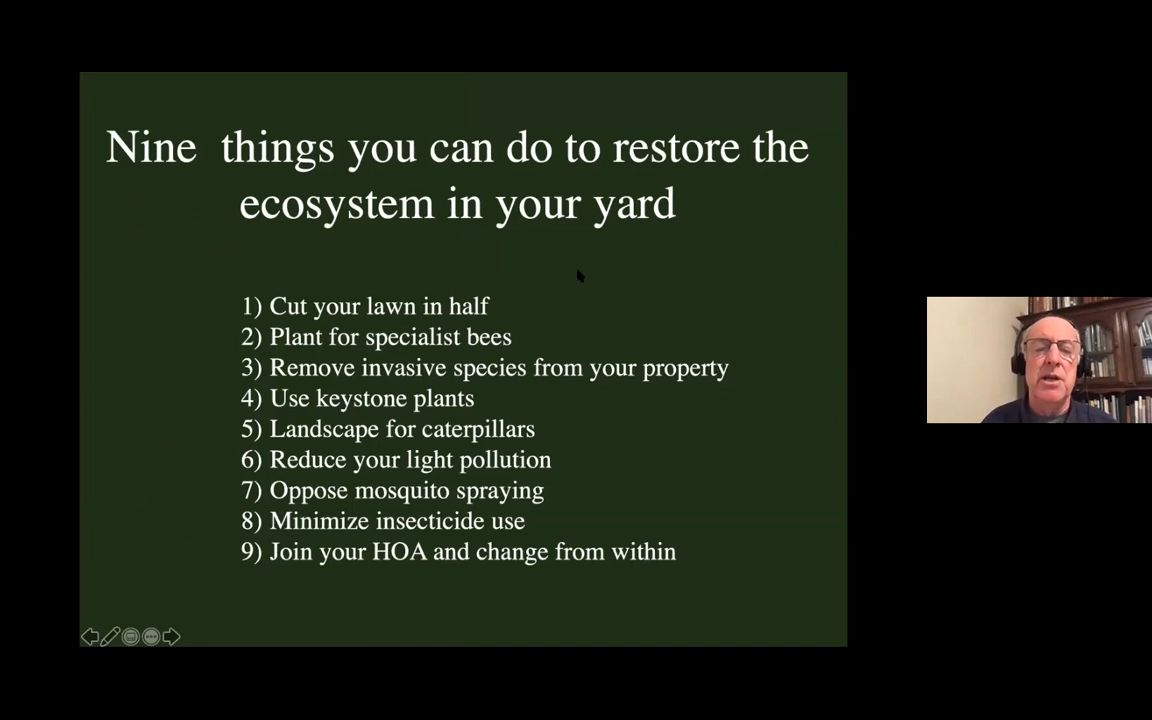 Nine things you can do to restore the
ecosystem in your yard
1) Cut your lawn in half
2) Plant for specialist bees
3) Remove invasive species from your property
4) Use keystone plants
5) Landscape for caterpillars
6) Reduce your light pollution
7) Oppose mosquito spraying
8) Minimize insecticide use
9) Join your HOA and change from within